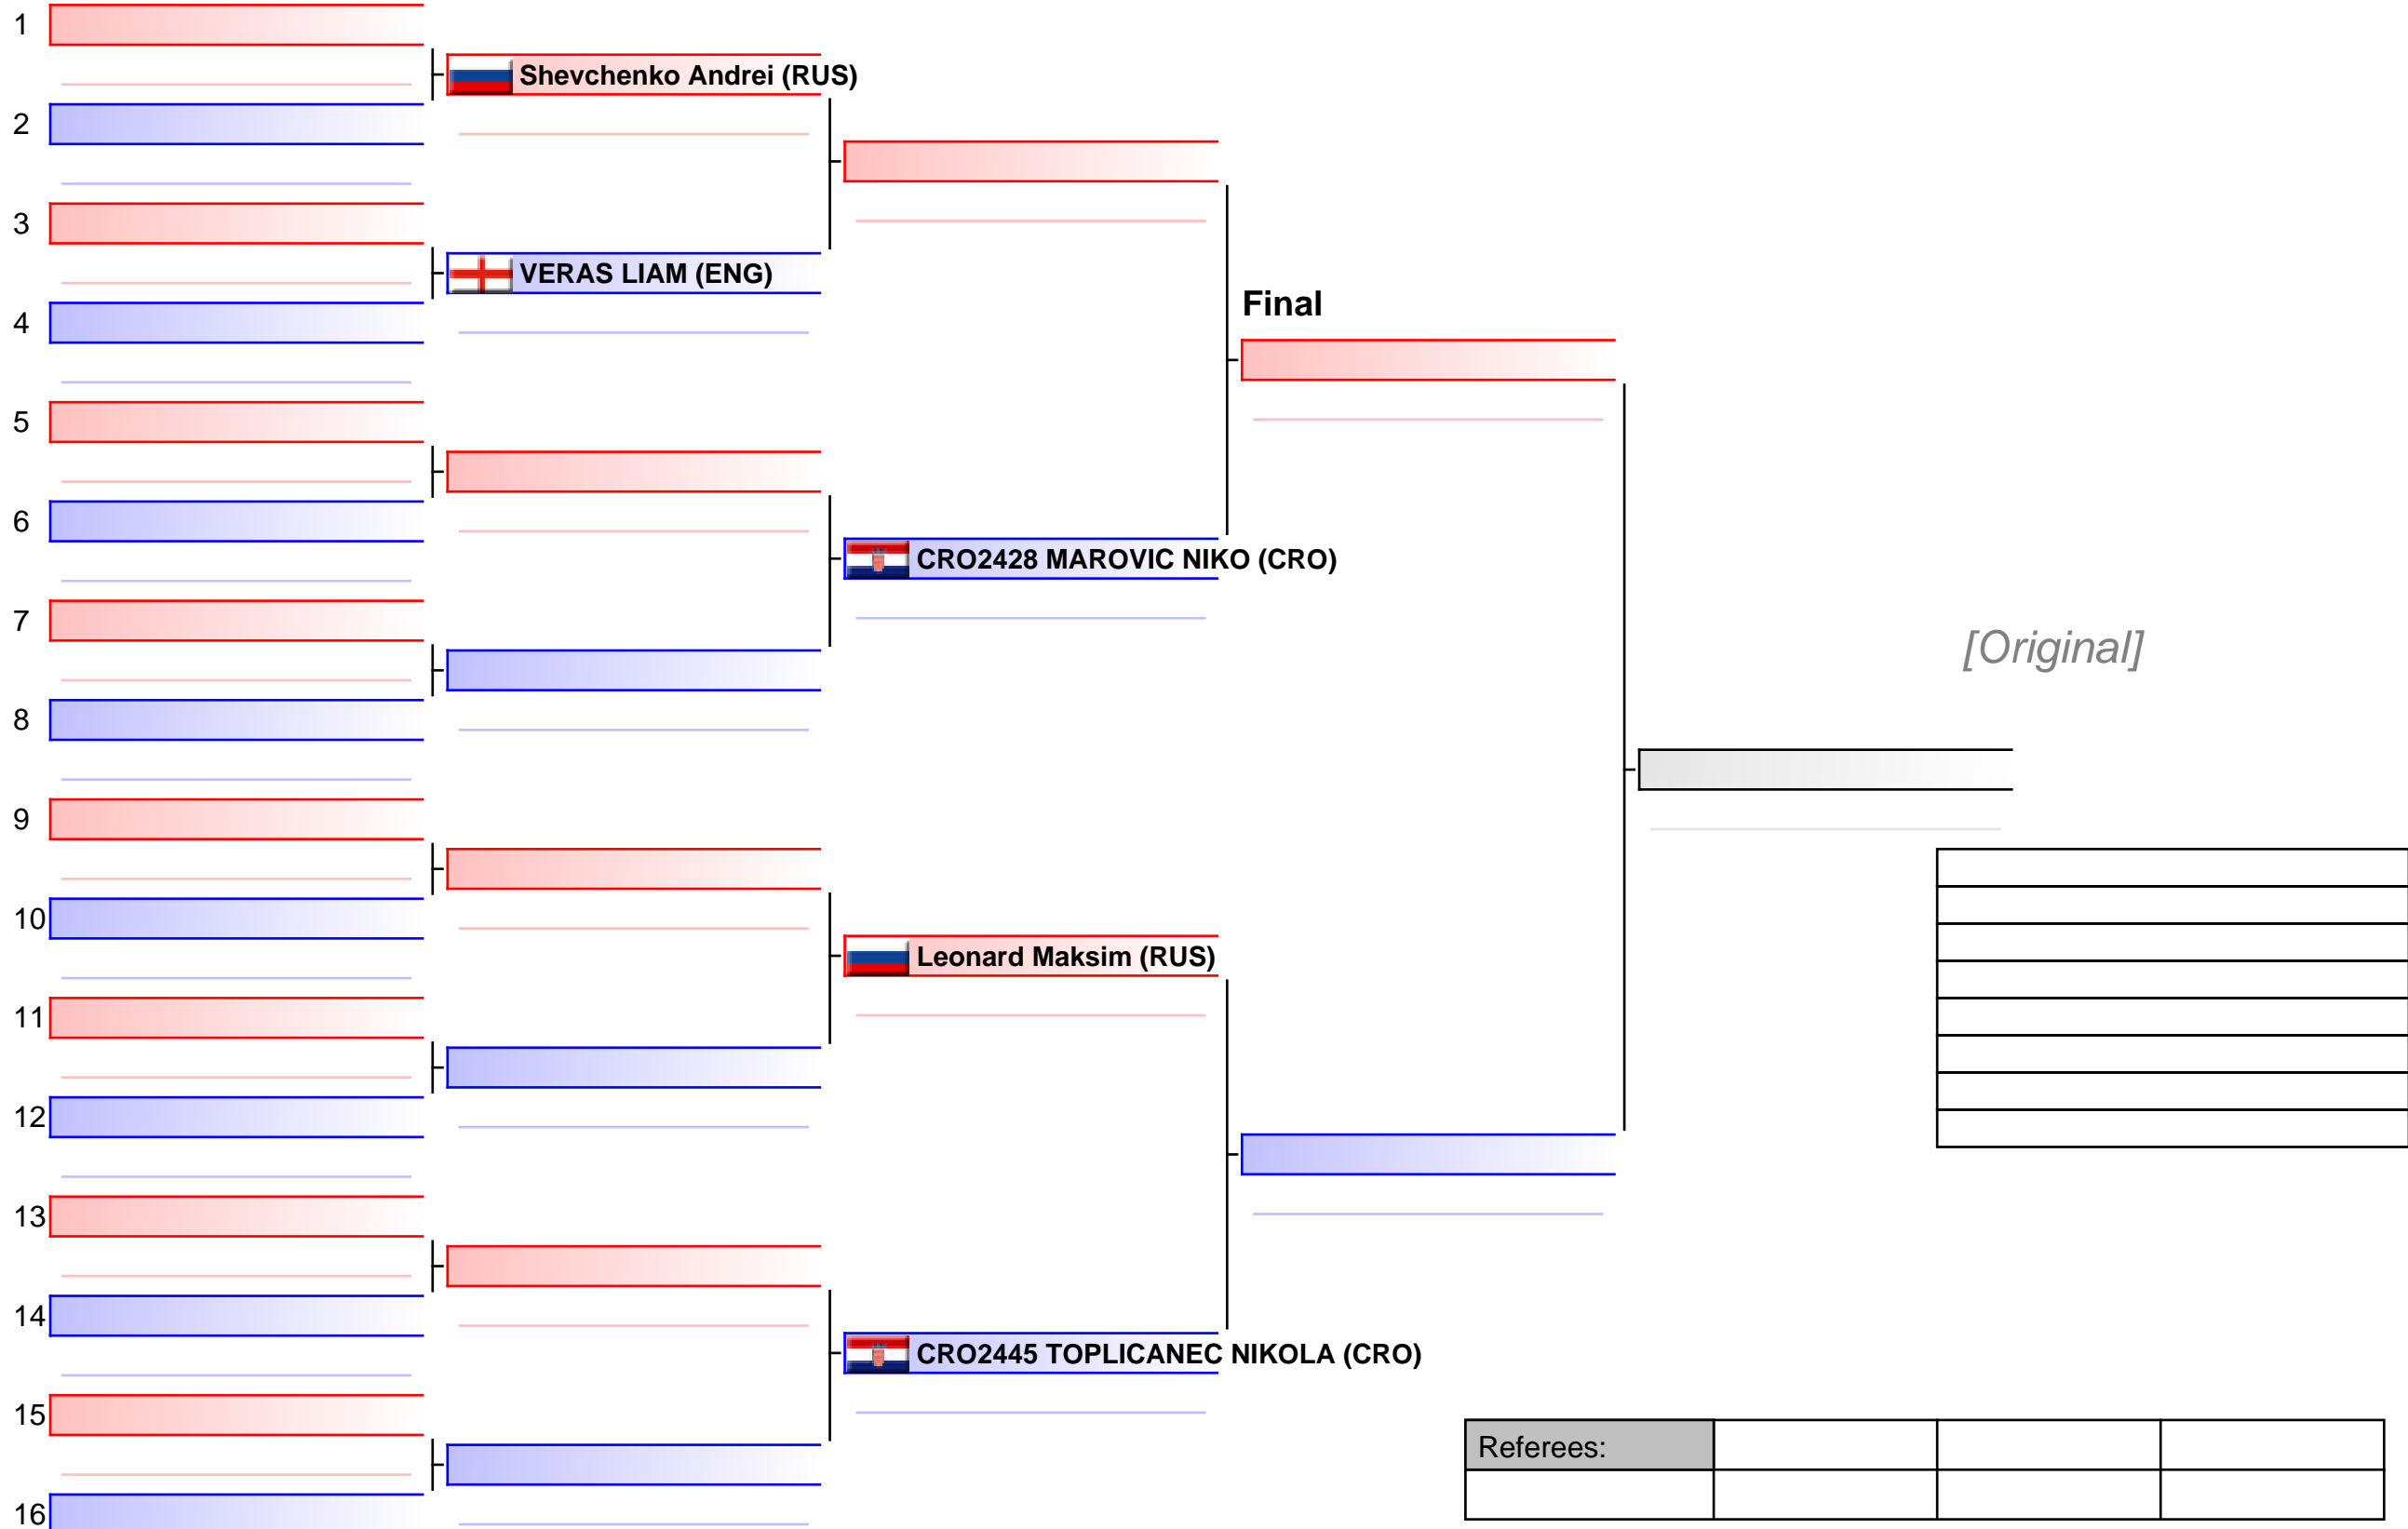 1
Shevchenko Andrei (RUS)
2
3
VERAS LIAM (ENG)
4
Final
5
6
CRO2428 MAROVIC NIKO (CRO)
7
[Original]
8
9
10
Leonard Maksim (RUS)
11
12
13
14
CRO2445 TOPLICANEC NIKOLA (CRO)
15
Referees:
16